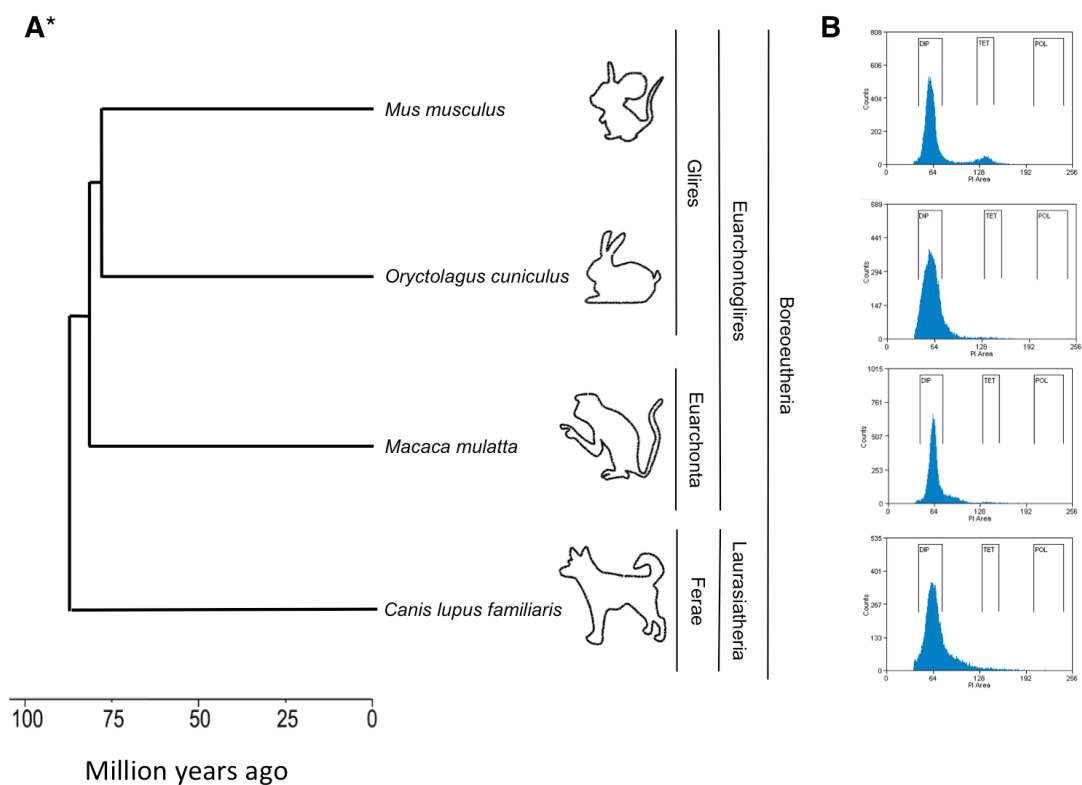 A*
B
Mus musculus
Oryctolagus cuniculus
Macaca mulatta
Canis lupus familiaris
Glires
Euarchonta
Ferae
Euarchontoglires
Laurasiatheria
Boreoeutheria
100 75 50 25 0
Million years ago
808
606
404
202
0
Counts
DIP TET POL
0 64 128 192 256
PI Area
589
441
294
147
0
Counts
DIP TET POL
0 64 128 192 256
PI Area
1015
761
507
253
0
Counts
DIP TET POL
0 64 128 192 256
PI Area
535
401
267
133
0
Counts
DIP TET POL
0 64 128 192 256
PI Area